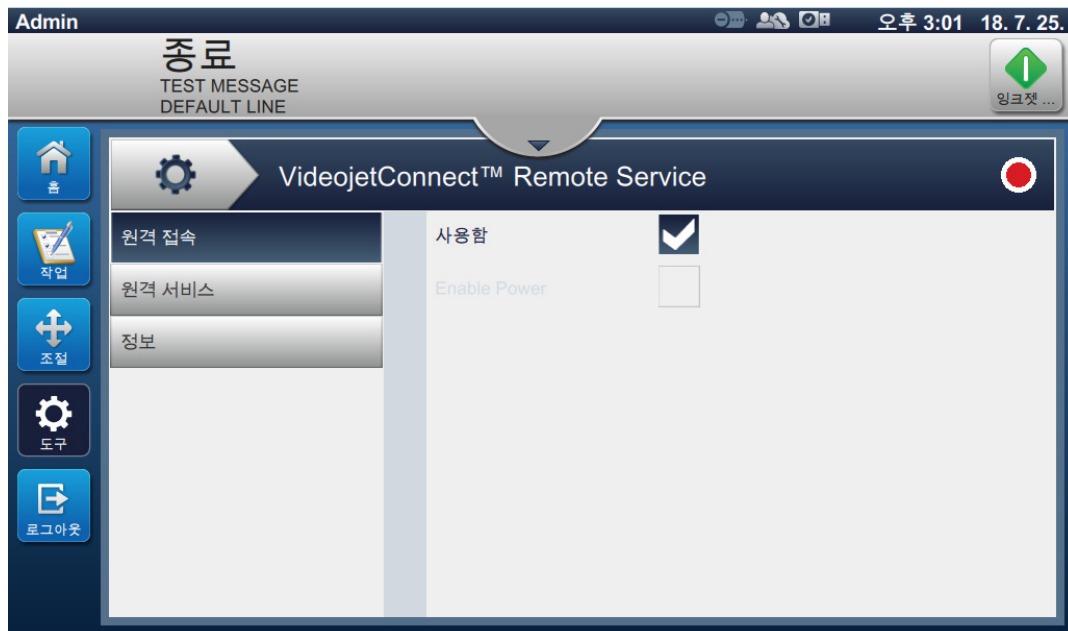 Admin
오후 3:01 18. 7. 25.
종료
TEST MESSAGE
DEFAULT LINE
잉크젯 ...
홈
작업
조절
도구
로그아웃
VideojetConnect™ Remote Service
원격 접속
원격 서비스
정보
사용함
Enable Power